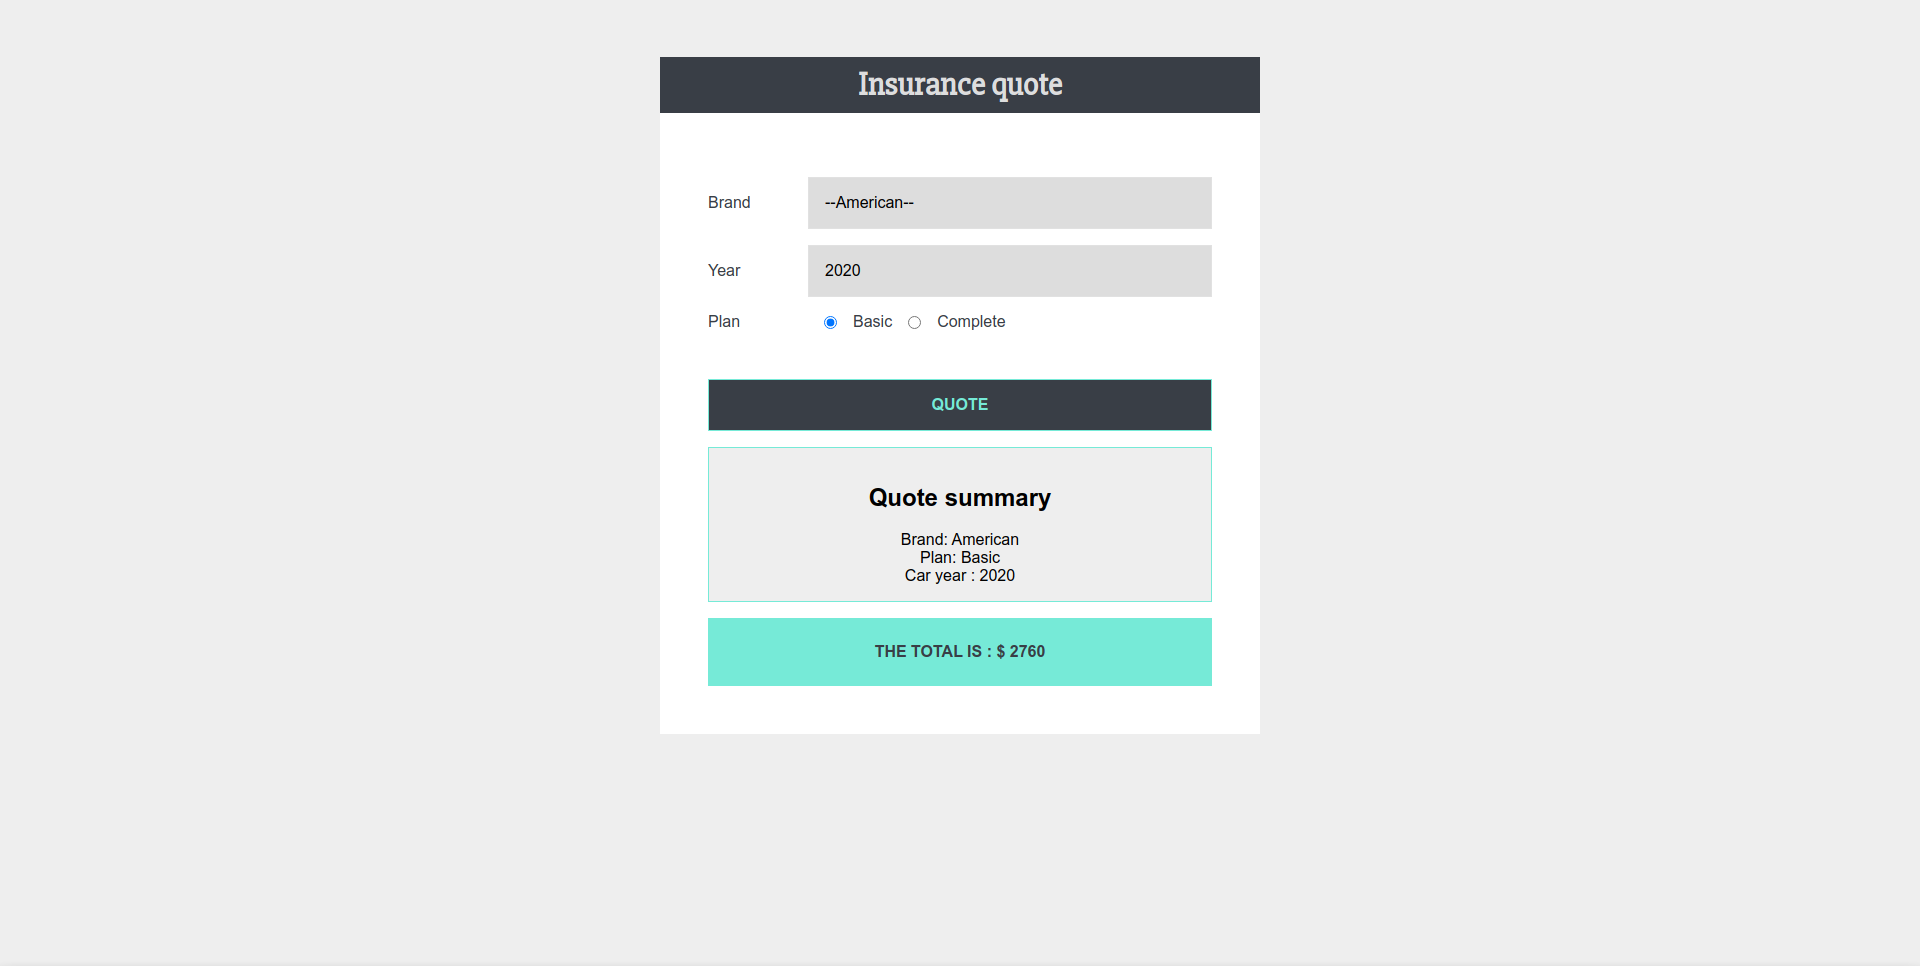 Insurance quote
Brand --American--
Year 2020
Plan Basic Complete
QUOTE
Quote summary
Brand: American
Plan: Basic
Car year : 2020
THE TOTAL IS : $ 2760